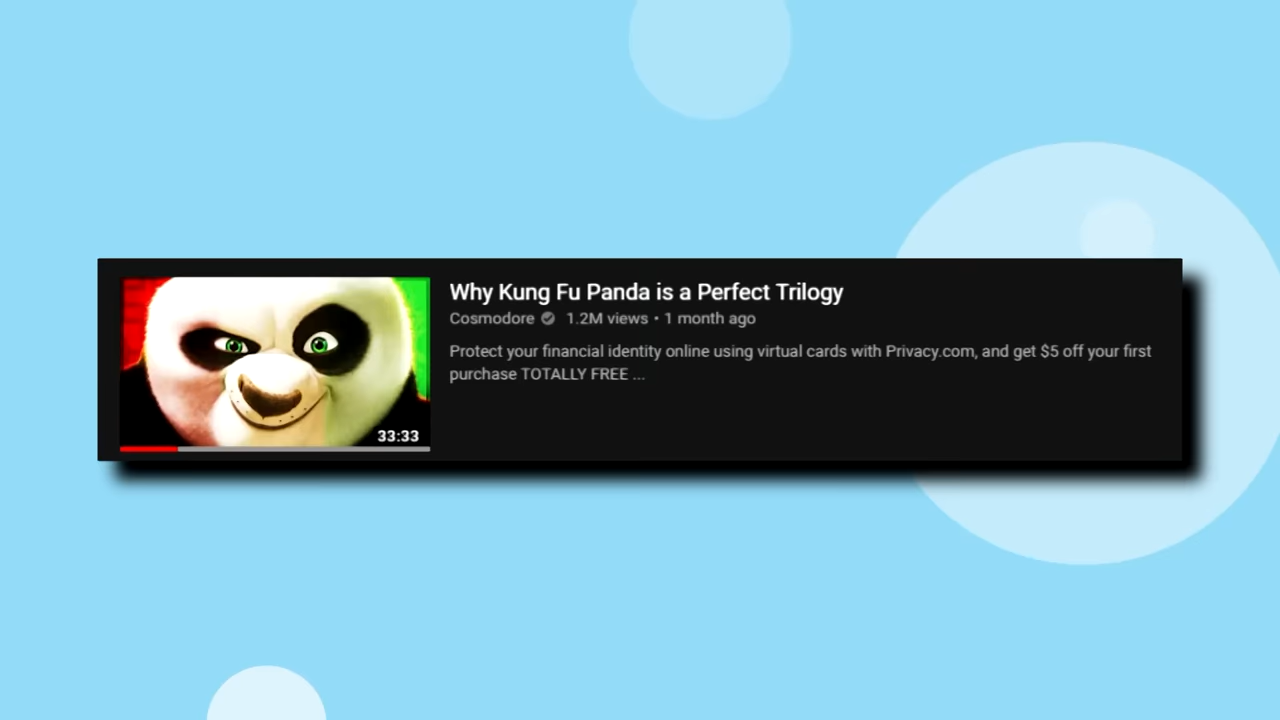 Why Kung Fu Panda is a Perfect Trilogy
Cosmodore 1.2M views • 1 month ago
Protect your financial identity online using virtual cards with Privacy.com, and get $5 off your first
purchase TOTALLY FREE ...
33:33